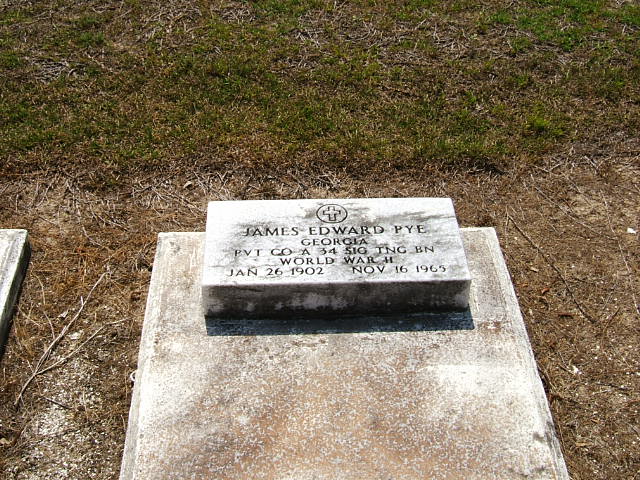 JAMES EDWARD PYE
GEORGIA
PVT CO A 34 SIG TNG BN
WORLD WAR II
JAN 26 1902 NOV 16 1965